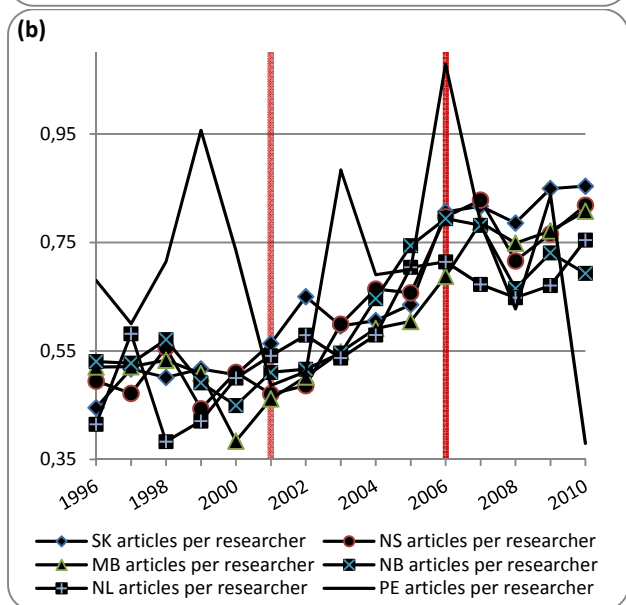 (b)
0,95
0,75
0,55
0,35
1996 1998 2000 2002 2004 2006 2008 2010
SK articles per researcher NS articles per researcher
MB articles per researcher NB articles per researcher
NL articles per researcher PE articles per researcher